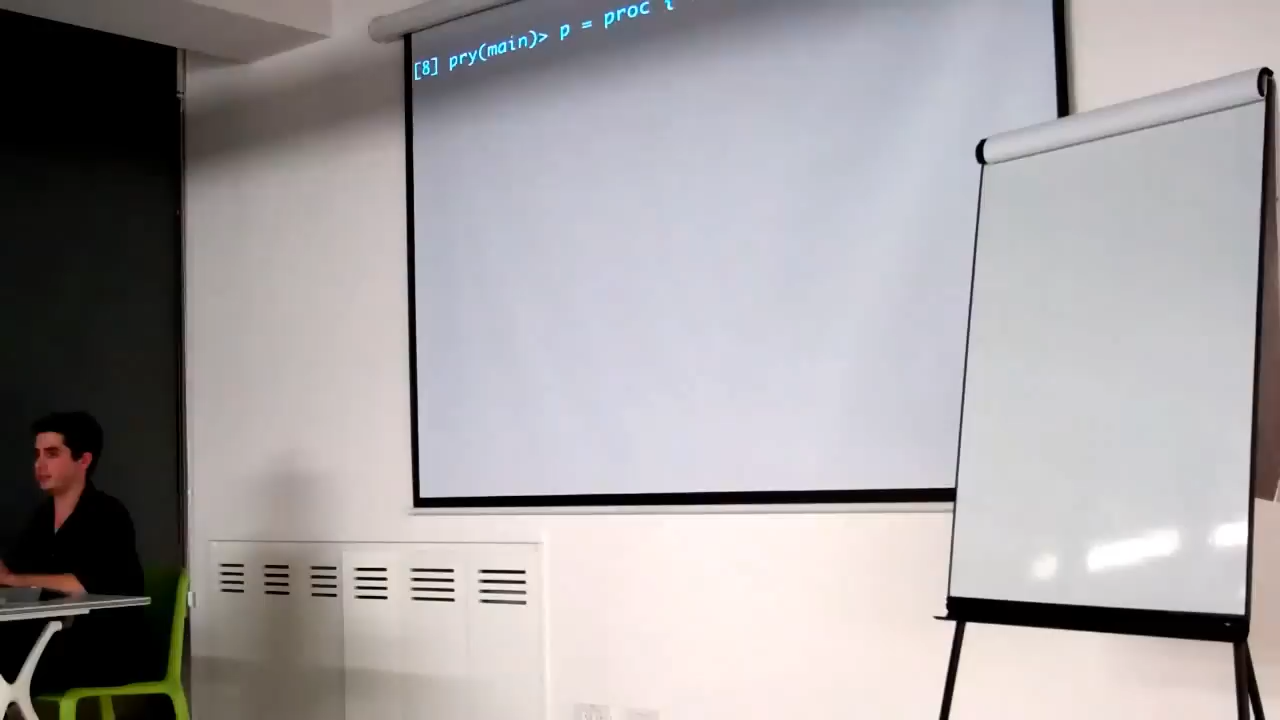 [8] pry(main)> p = proc {